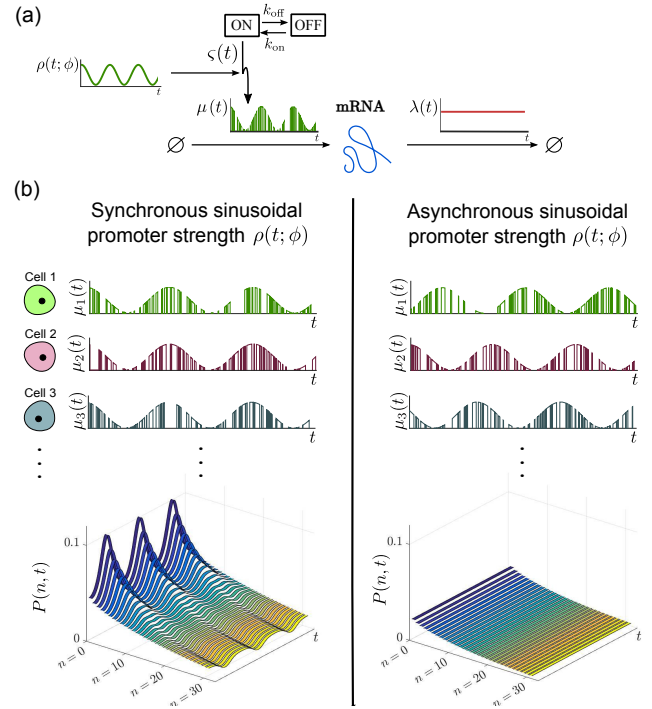 (a)
ON
k_off
k_on
OFF
ς(t)
ρ(t;ϕ)
t
μ(t)
t
mRNA
λ(t)
t
∅
∅
(b)
Synchronous sinusoidal
promoter strength ρ(t;ϕ)
Asynchronous sinusoidal
promoter strength ρ(t;ϕ)
Cell 1
μ₁(t)
t
μ₁(t)
t
Cell 2
μ₂(t)
t
μ₂(t)
t
Cell 3
μ₃(t)
t
μ₃(t)
t
P(n,t)
0.1
0
n = 0
n = 10
n = 20
n = 30
t
P(n,t)
0.1
0
n = 0
n = 10
n = 20
n = 30
t